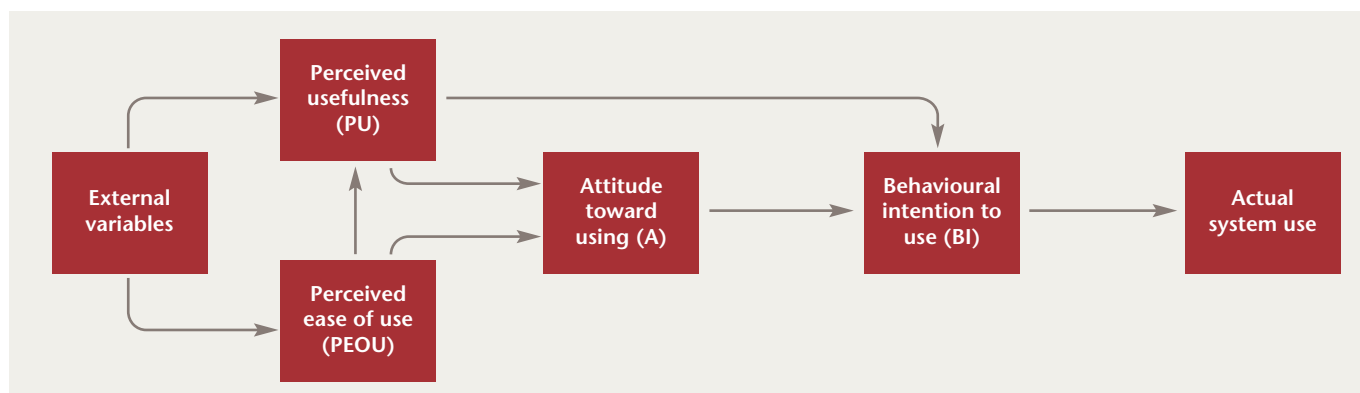 External
variables
Perceived
usefulness
(PU)
Perceived
ease of use
(PEOU)
Attitude
toward
using (A)
Behavioural
intention to
use (BI)
Actual
system use